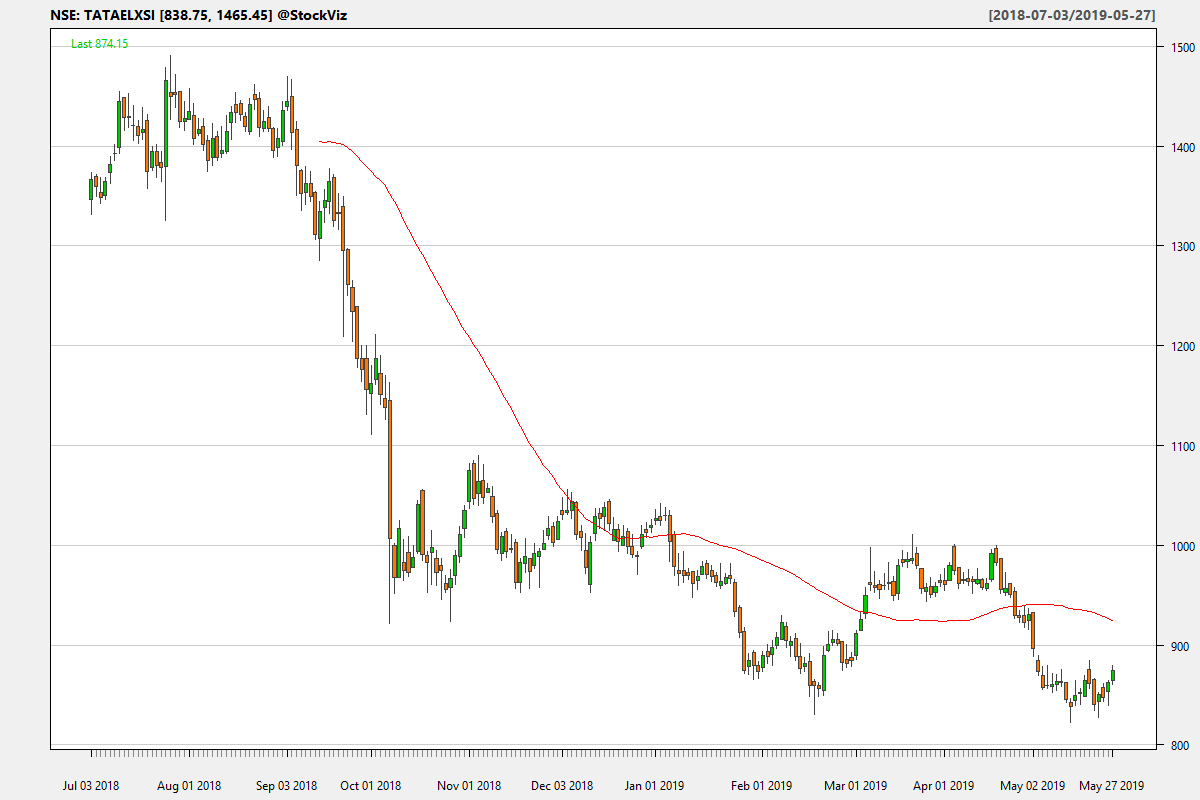 NSE: TATAELXSI [838.75, 1465.45] @StockViz
[2018-07-03/2019-05-27]
Last 874.15
1500
1400
1300
1200
1100
1000
900
800
Jul 03 2018
Aug 01 2018
Sep 03 2018
Oct 01 2018
Nov 01 2018
Dec 03 2018
Jan 01 2019
Feb 01 2019
Mar 01 2019
Apr 01 2019
May 02 2019
May 27 2019